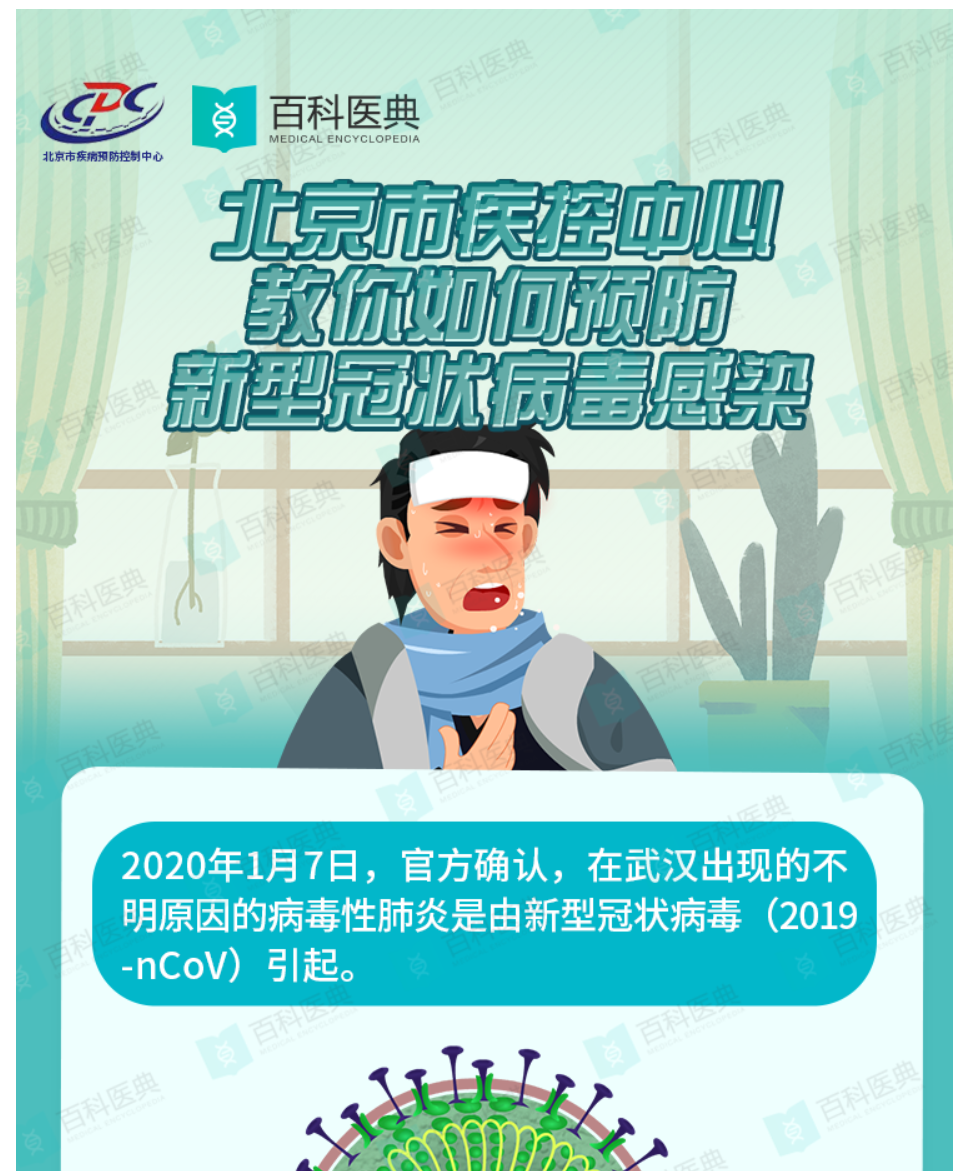 北京市疾病预防控制中心
百科医典
MEDICAL ENCYCLOPEDIA
北京市疾控中心
教你如何预防
新型冠状病毒感染
2020年1月7日，官方确认，在武汉出现的不
明原因的病毒性肺炎是由新型冠状病毒（2019
-nCoV）引起。